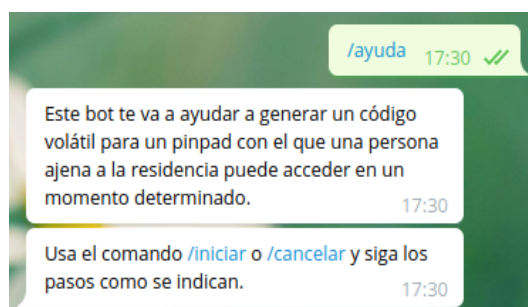 /ayuda 17:30
Este bot te va a ayudar a generar un código
volátil para un pinpad con el que una persona
ajena a la residencia puede acceder en un
momento determinado.
17:30
Usa el comando /iniciar o /cancelar y siga los
pasos como se indican.
17:30